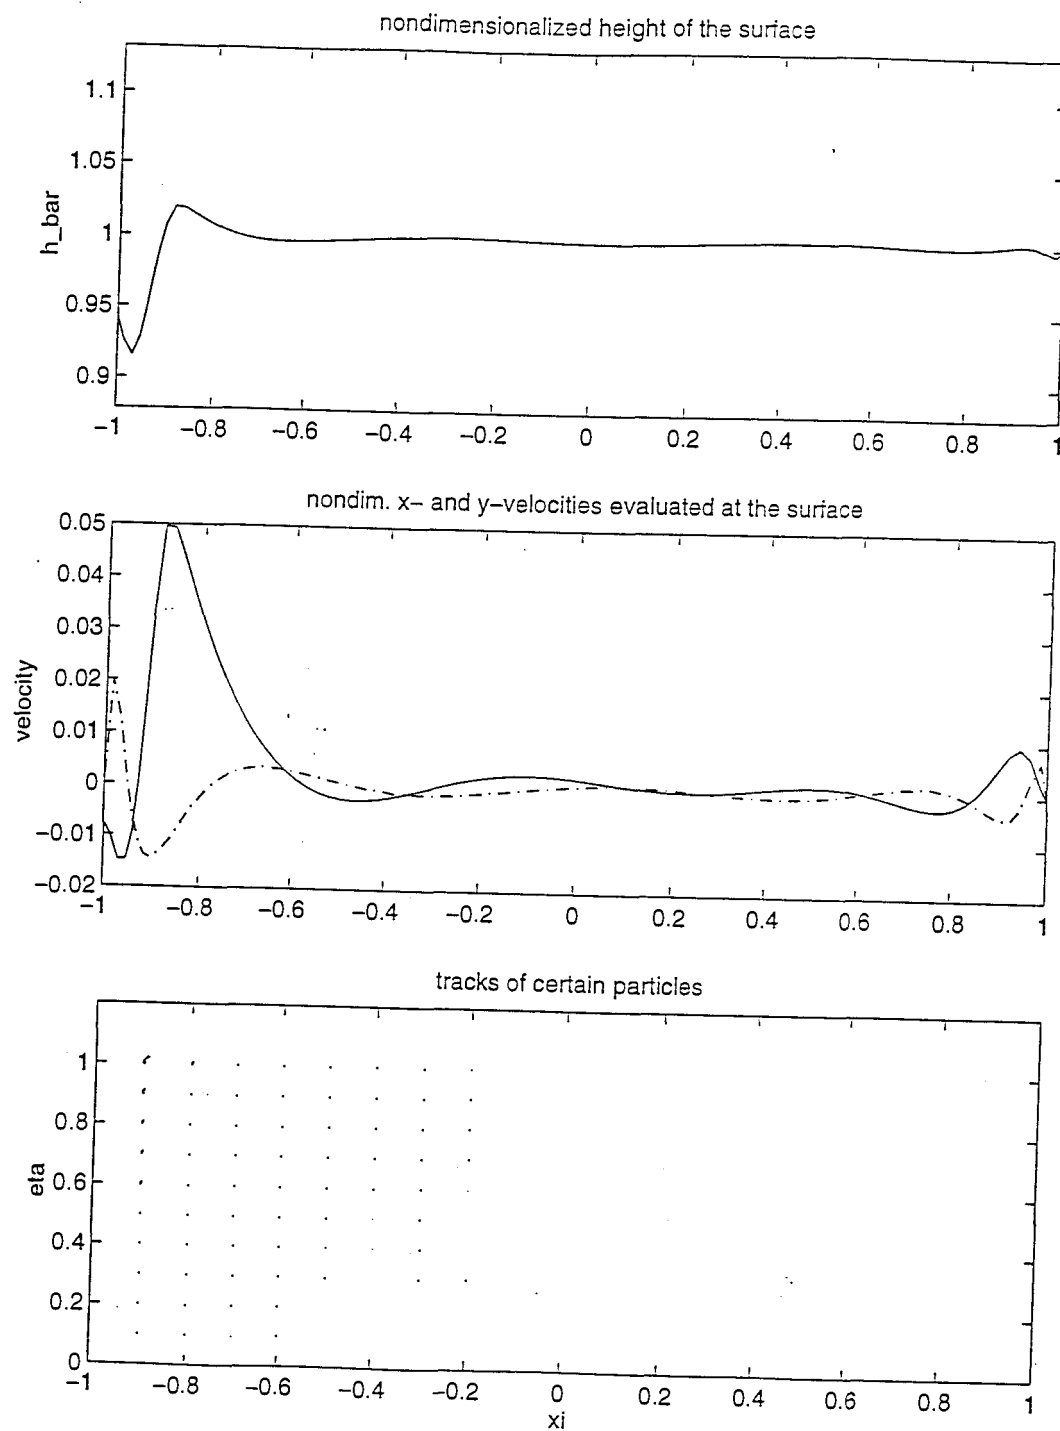 nondimensionalized height of the surface
1.1
1.05
1
0.95
0.9
h_bar
-1 -0.8 -0.6 -0.4 -0.2 0 0.2 0.4 0.6 0.8 1
nondim. x- and y-velocities evaluated at the surface
0.05
0.04
0.03
0.02
0.01
0
-0.01
-0.02
velocity
-1 -0.8 -0.6 -0.4 -0.2 0 0.2 0.4 0.6 0.8 1
tracks of certain particles
1
0.8
0.6
0.4
0.2
0
eta
-1 -0.8 -0.6 -0.4 -0.2 0 0.2 0.4 0.6 0.8 1
xi